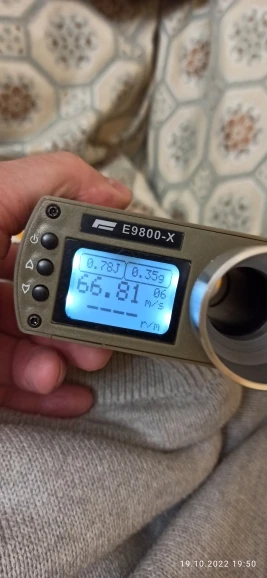 E9800-X
0.78J 0.35g
66.81 06
m/s
----
r/m
19.10.2022 19:50